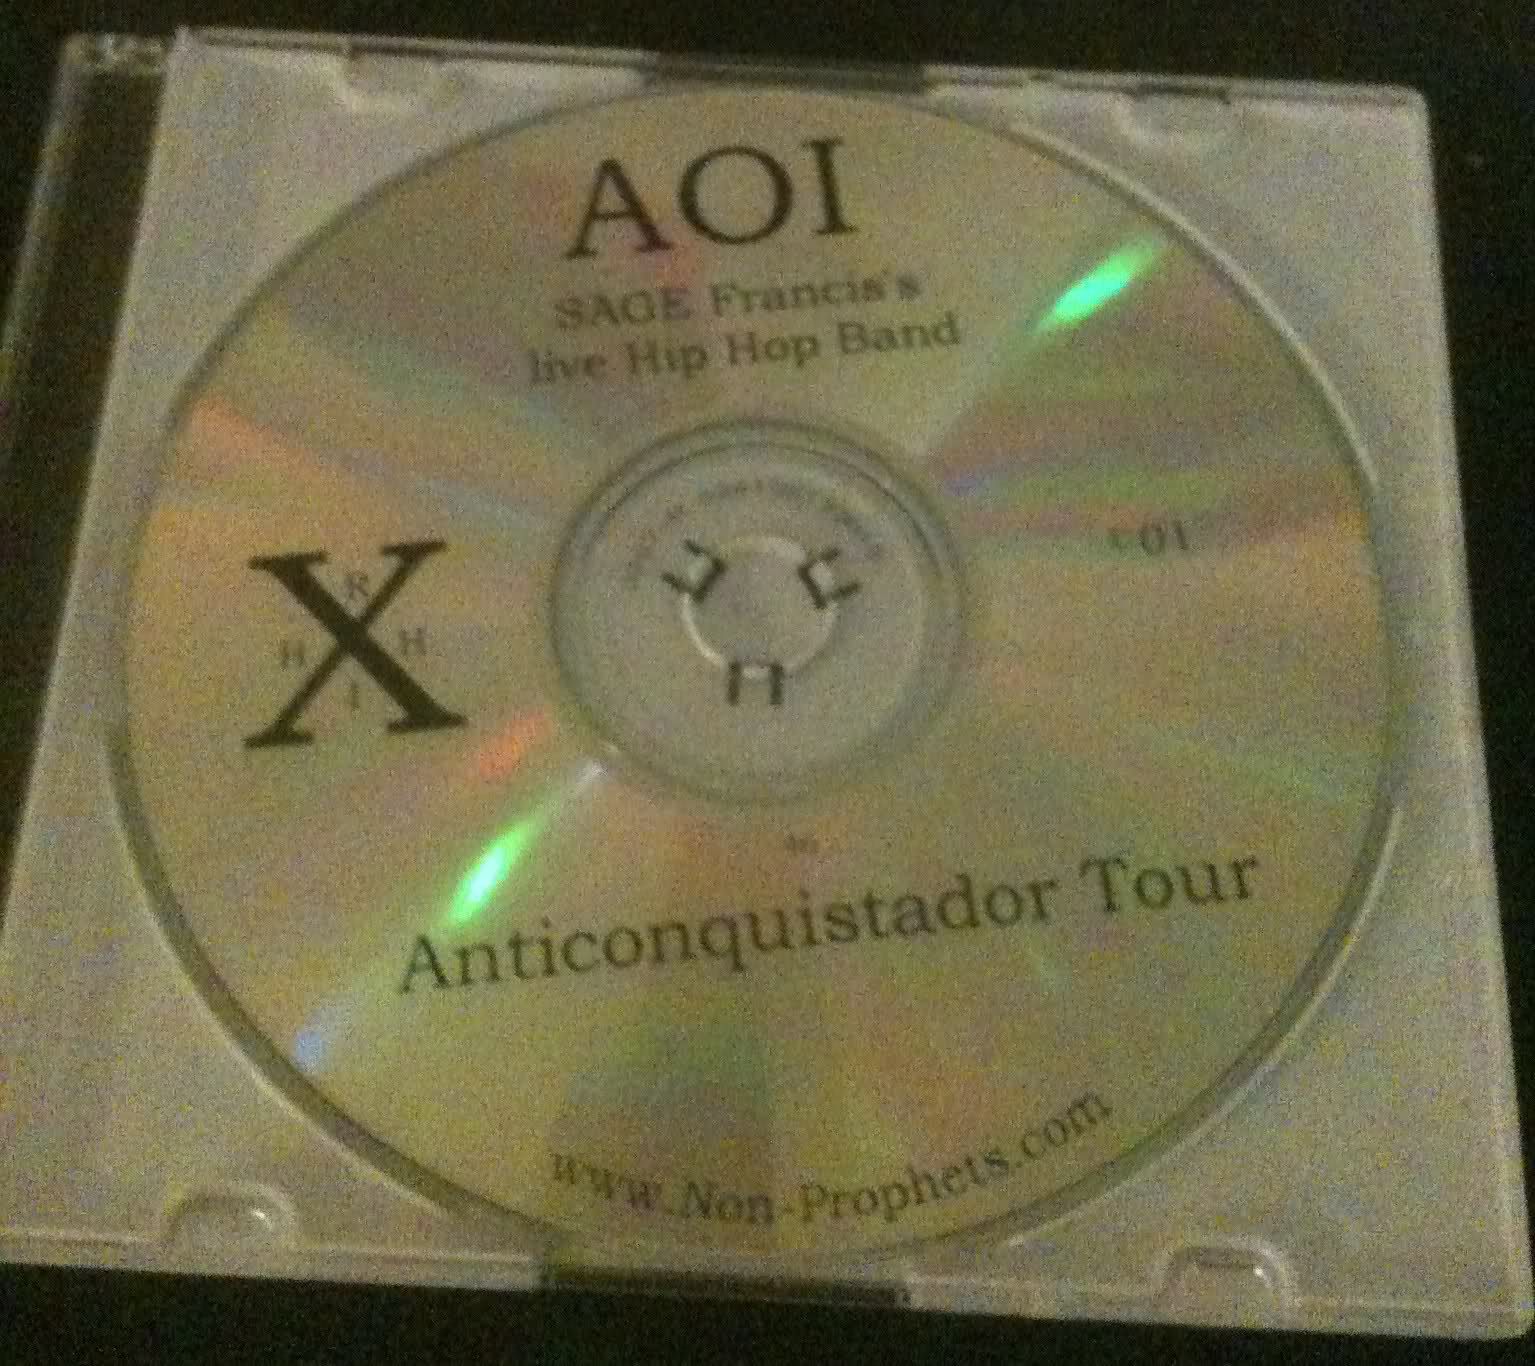 AOI
SAGE Francis's
live Hip Hop Band
X
R
H H
I
Anticonquistador Tour
www.Non-Prophets.com